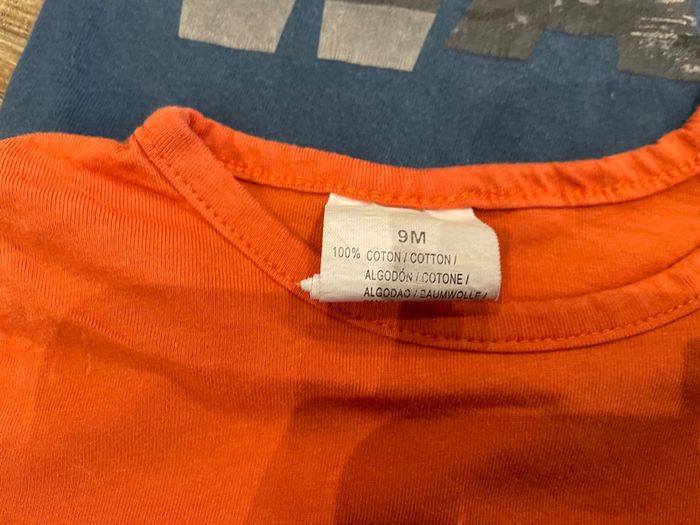 9M
100% COTON / COTTON /
ALGODÓN / COTONE /
ALGODAO / BAUMWOLLE /